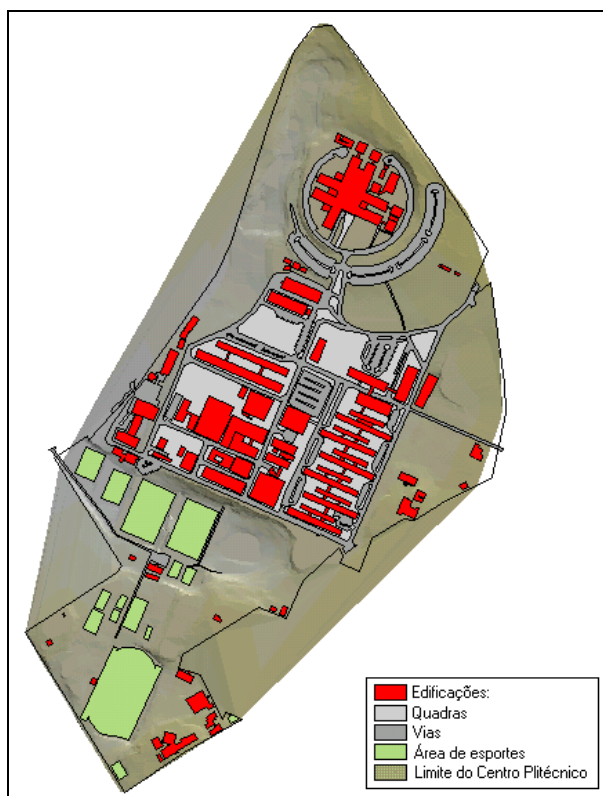 Edificações:
Quadras
Vias
Área de esportes
Limite do Centro Plitécnico